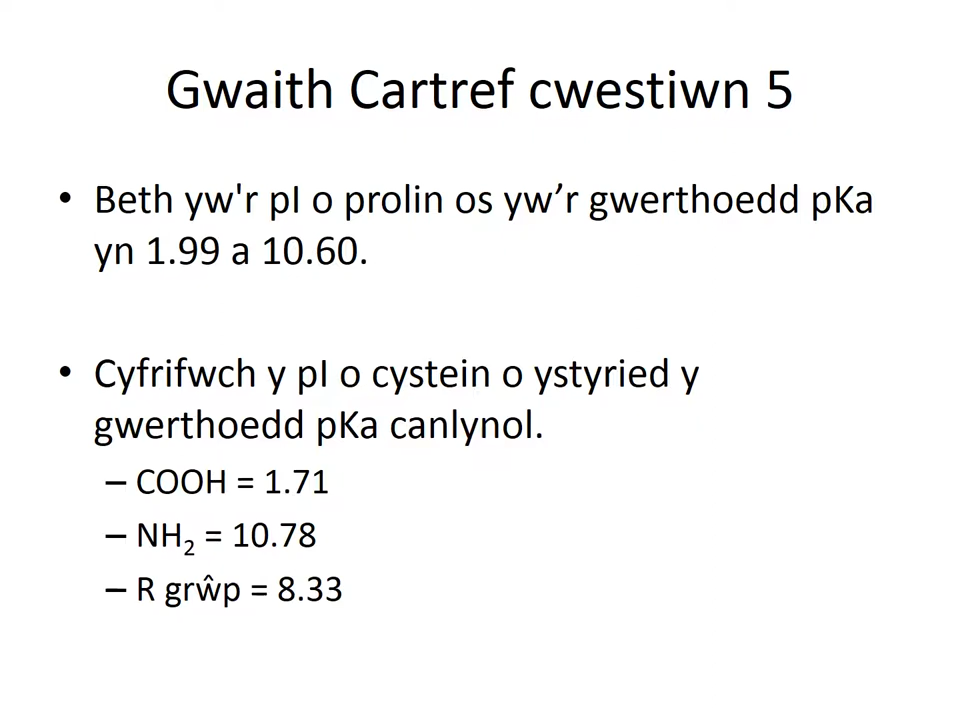 Gwaith Cartref cwestiwn 5
• Beth yw'r pI o prolin os yw’r gwerthoedd pKa
yn 1.99 a 10.60.
• Cyfrifwch y pI o cystein o ystyried y
gwerthoedd pKa canlynol.
– COOH = 1.71
– NH₂ = 10.78
– R grŵp = 8.33